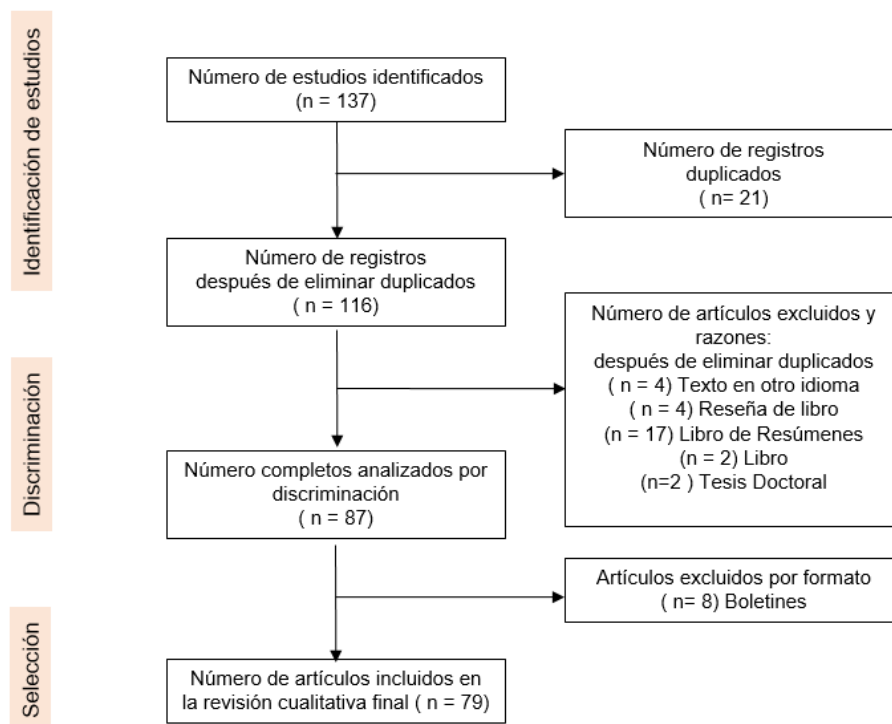 Identificación de estudios
Número de estudios identificados
(n = 137)
Número de registros
duplicados
( n= 21)
Número de registros
después de eliminar duplicados
( n = 116)
Número de artículos excluidos y
razones:
después de eliminar duplicados
( n = 4) Texto en otro idioma
( n = 4) Reseña de libro
(n = 17) Libro de Resúmenes
(n = 2) Libro
(n=2 ) Tesis Doctoral
Discriminación
Número completos analizados por
discriminación
( n = 87)
Artículos excluidos por formato
( n= 8) Boletines
Selección
Número de artículos incluidos en
la revisión cualitativa final ( n = 79)